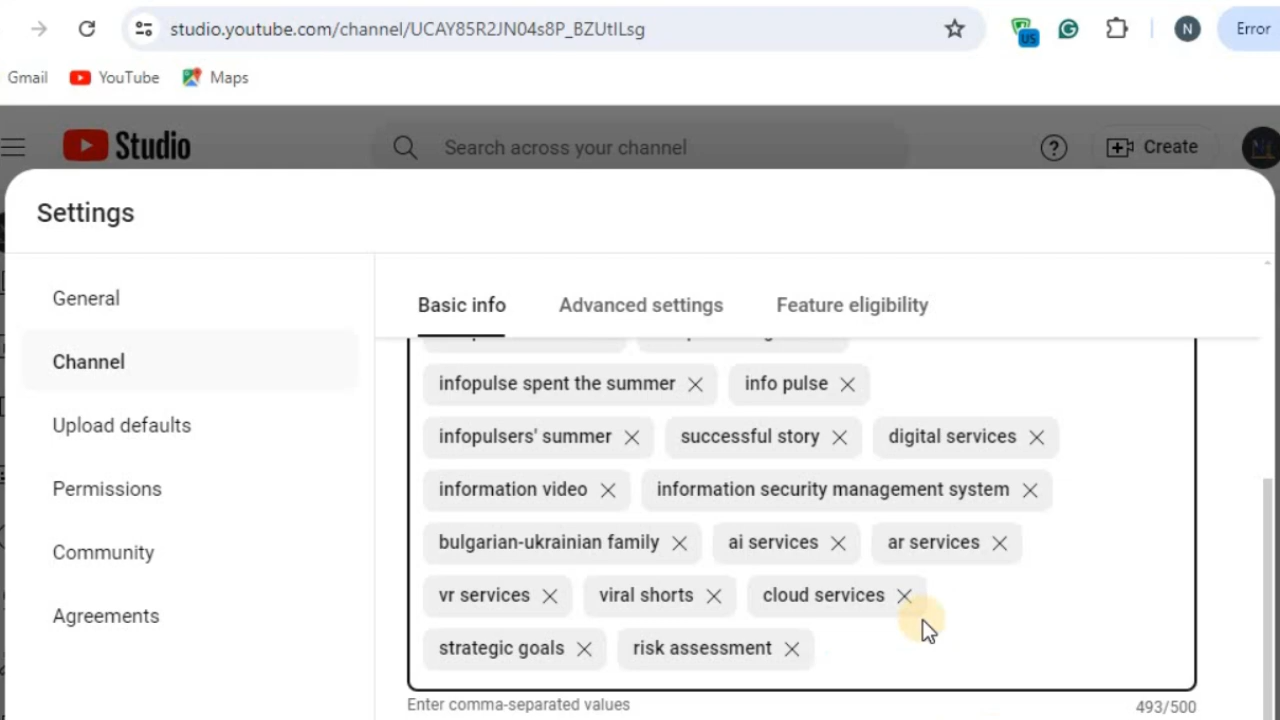 studio.youtube.com/channel/UCAY85R2JN04s8P_BZUtILsg
US
N
Error
Gmail YouTube Maps
Studio
Search across your channel
Create
Settings
General
Channel
Upload defaults
Permissions
Community
Agreements
Basic info Advanced settings Feature eligibility
infopulse spent the summer info pulse
infopulsers' summer successful story digital services
information video information security management system
bulgarian-ukrainian family ai services ar services
vr services viral shorts cloud services
strategic goals risk assessment
Enter comma-separated values 493/500